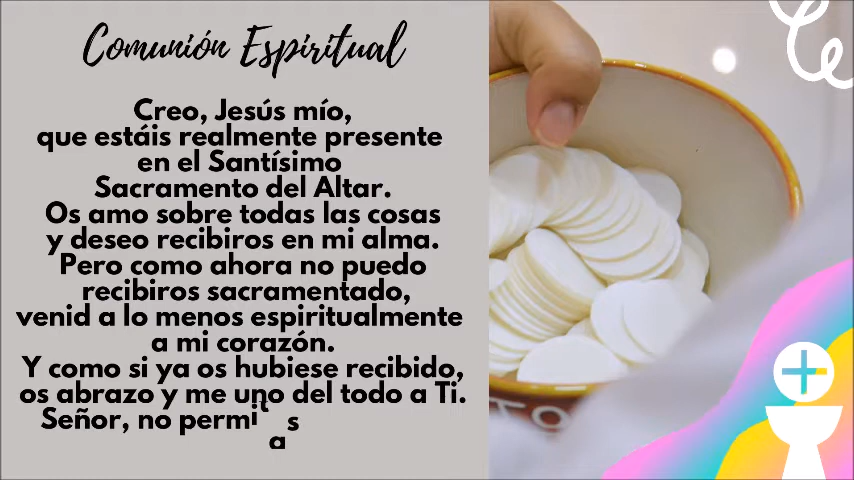 Comunión Espiritual
Creo, Jesús mío,
que estáis realmente presente
en el Santísimo
Sacramento del Altar.
Os amo sobre todas las cosas
y deseo recibiros en mi alma.
Pero como ahora no puedo
recibiros sacramentado,
venid a lo menos espiritualmente
a mi corazón.
Y como si ya os hubiese recibido,
os abrazo y me uno del todo a Ti.
Señor, no permitas